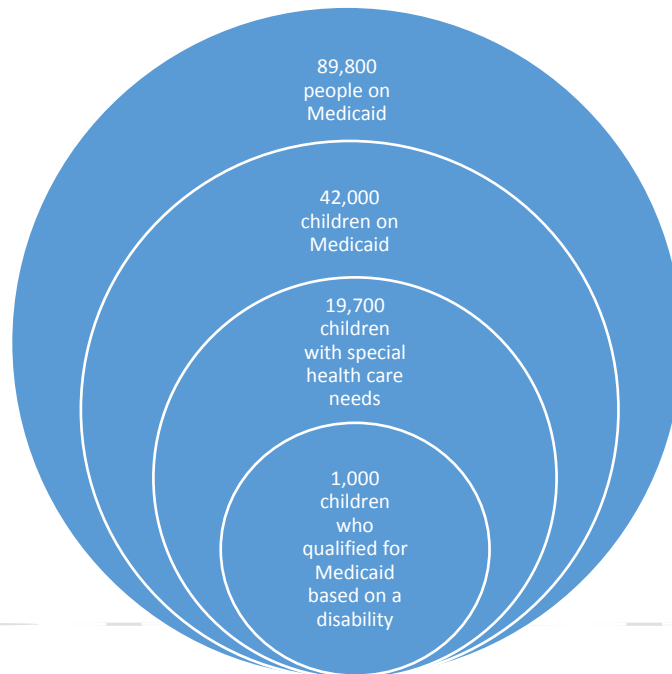 89,800
people on
Medicaid
42,000
children on
Medicaid
19,700
children
with special
health care
needs
1,000
children
who
qualified for
Medicaid
based on a
disability